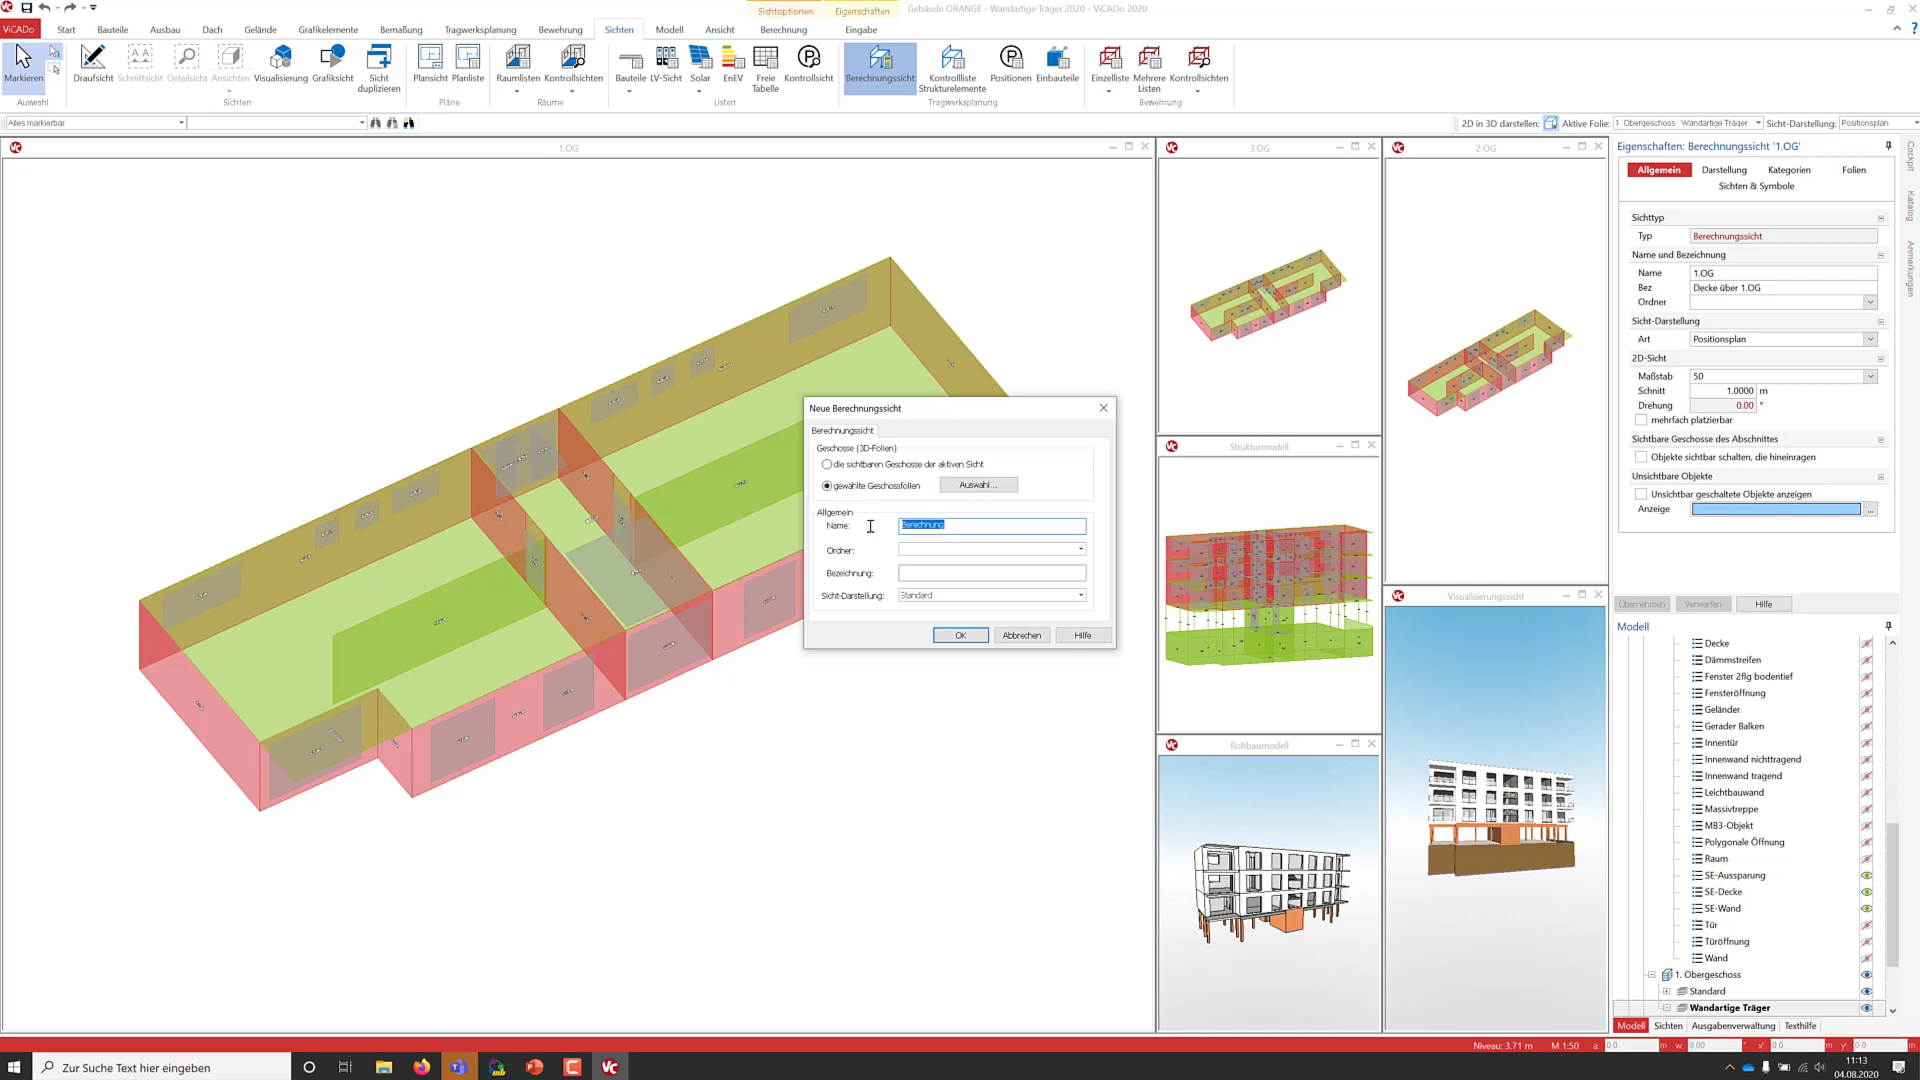 Sichtoptionen Eigenschaften Gebäude ORANGE - Wandartige Träger 2020 - ViCADo 2020
ViCADo Start Bauteile Ausbau Dach Gelände Grafikelemente Bemaßung Tragwerksplanung Bewehrung Sichten Modell Ansicht Berechnung Eingabe
Markieren Draufsicht Schnittsicht Detailsicht Ansichten Visualisierung Grafiksicht Sicht duplizieren Plansicht Planliste Raumlisten Kontrollsichten Bauteile LV-Sicht Solar EnEV Freie Tabelle Kontrollsicht Berechnungssicht Kontrollliste Strukturelemente Positionen Einbauteile Einzelliste Mehrere Listen Kontrollsichten
Auswahl Sichten Pläne Räume Listen Tragwerksplanung Bewehrung
Alles markierbar 2D in 3D darstellen: Aktive Folie: 1. Obergeschoss : Wandartige Träger Sicht-Darstellung: Positionsplan
1.OG 3.OG 2.OG
Eigenschaften: Berechnungssicht '1.OG'
Allgemein Darstellung Kategorien Folien
Sichten & Symbole
Sichttyp
Typ Berechnungssicht
Name und Bezeichnung
Name 1.OG
Bez Decke über 1.OG
Ordner
Sicht-Darstellung
Art Positionsplan
2D-Sicht
Maßstab 50
Schnitt 1.0000 m
Drehung 0.00 °
mehrfach platzierbar
Sichtbare Geschosse des Abschnittes
Objekte sichtbar schalten, die hineinragen
Unsichtbare Objekte
Unsichtbar geschaltete Objekte anzeigen
Anzeige ...
Übernehmen Verwerfen Hilfe
Cockpit
Katalog
Anmerkungen
Neue Berechnungssicht
Berechnungssicht
Geschosse (3D-Folien)
die sichtbaren Geschosse der aktiven Sicht
gewählte Geschossfolien Auswahl...
Allgemein
Name: Berechnung
Ordner:
Bezeichnung:
Sicht-Darstellung: Standard
OK Abbrechen Hilfe
Strukturmodell
Visualisierungssicht
Rohbaumodell
Modell
Decke
Dämmstreifen
Fenster 2flg bodentief
Fensteröffnung
Geländer
Gerader Balken
Innentür
Innenwand nichttragend
Innenwand tragend
Leichtbauwand
Massivtreppe
MB3-Objekt
Polygonale Öffnung
Raum
SE-Aussparung
SE-Decke
SE-Wand
Tür
Türöffnung
Wand
1. Obergeschoss
Standard
Wandartige Träger
Modell Sichten Ausgabenverwaltung Texthilfe
Niveau: 3.71 m M 1:50 a 0.0 m w 0.00 ° x' 0.0 m y' 0.0 m
Zur Suche Text hier eingeben
11:13
04.08.2020